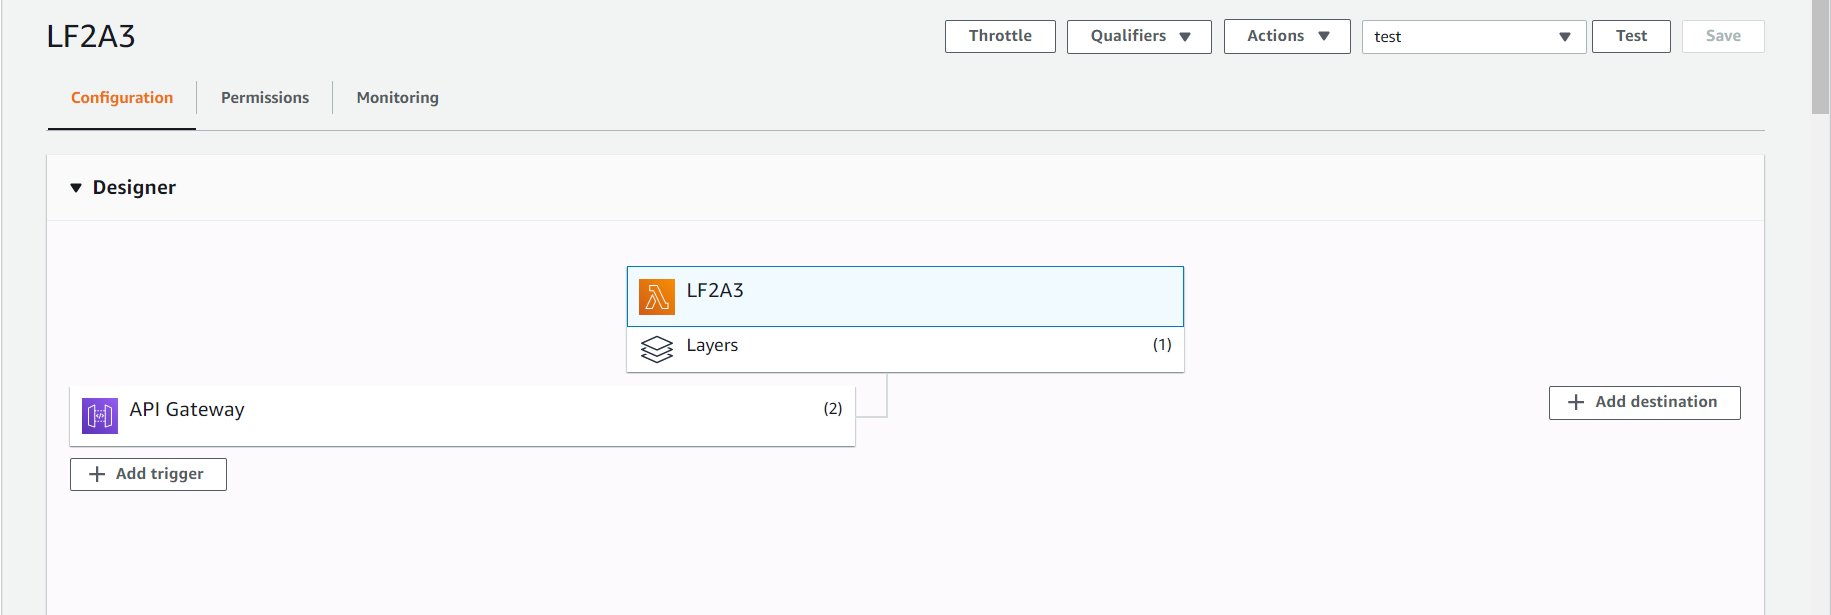 LF2A3
Throttle
Qualifiers
Actions
test
Test
Save
Configuration
Permissions
Monitoring
Designer
LF2A3
Layers
(1)
API Gateway
(2)
Add destination
Add trigger